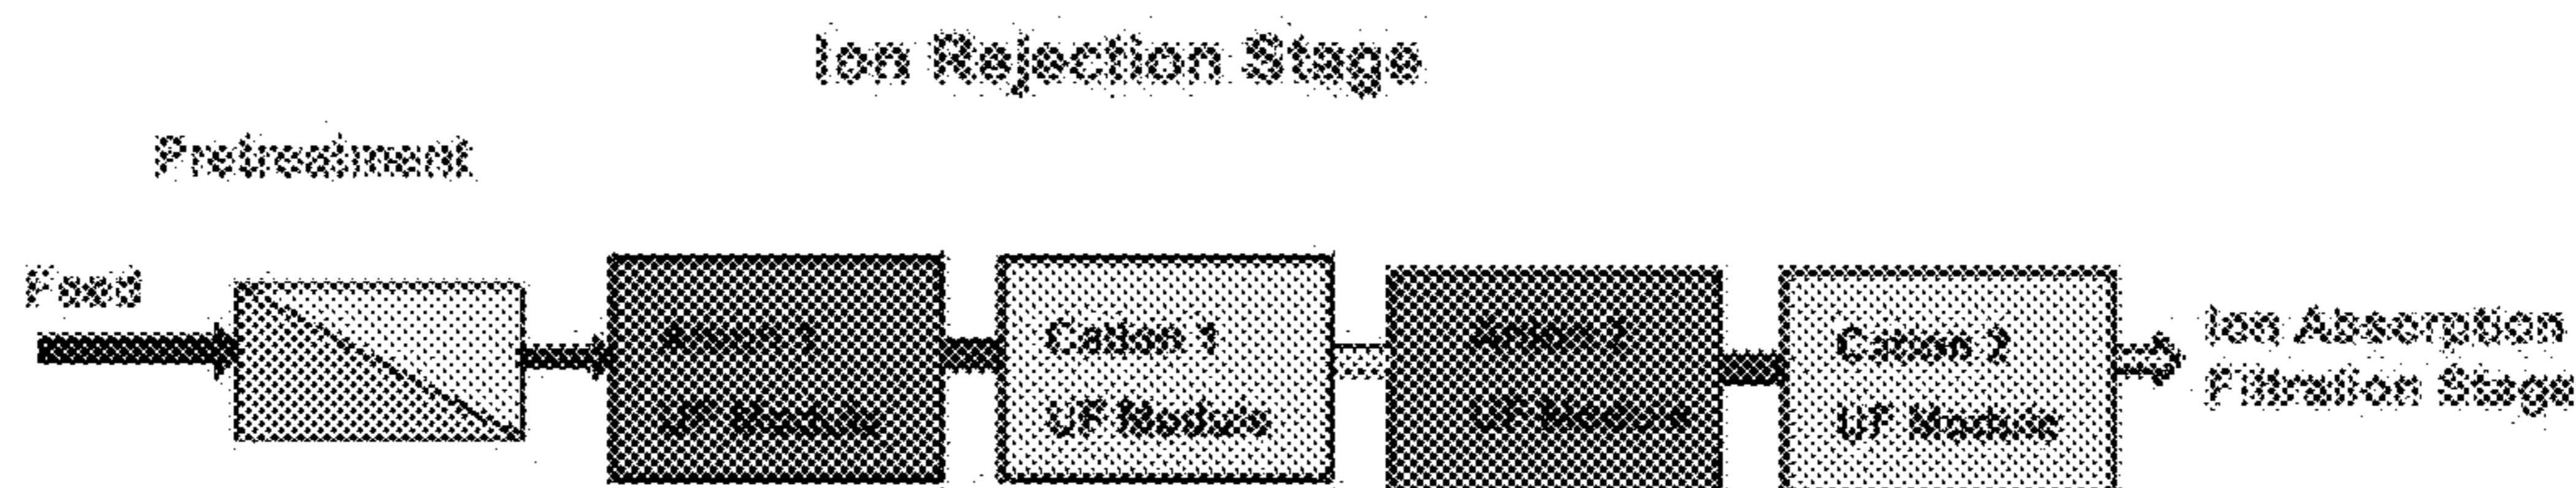 Ion Rejection Stage
Pretreatment
Feed
Anion 1
UF Module
Cation 1
UF Module
Anion
UF Module
Cation 2
UF Module
Ion Absorption
Filtration Stage